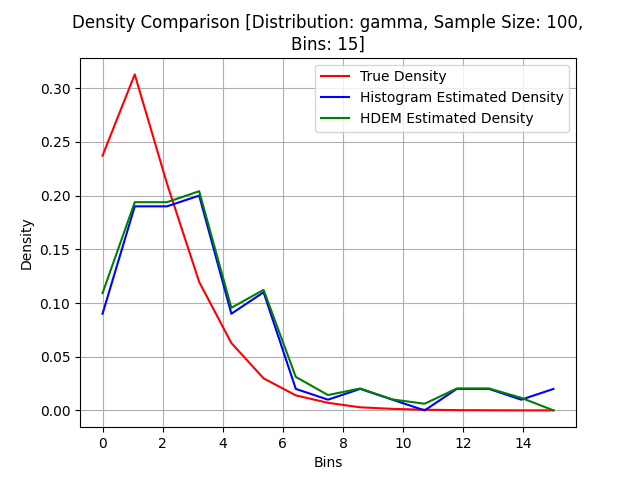 Density Comparison [Distribution: gamma, Sample Size: 100,
Bins: 15]
True Density
Histogram Estimated Density
HDEM Estimated Density
Density
0.30
0.25
0.20
0.15
0.10
0.05
0.00
0 2 4 6 8 10 12 14
Bins